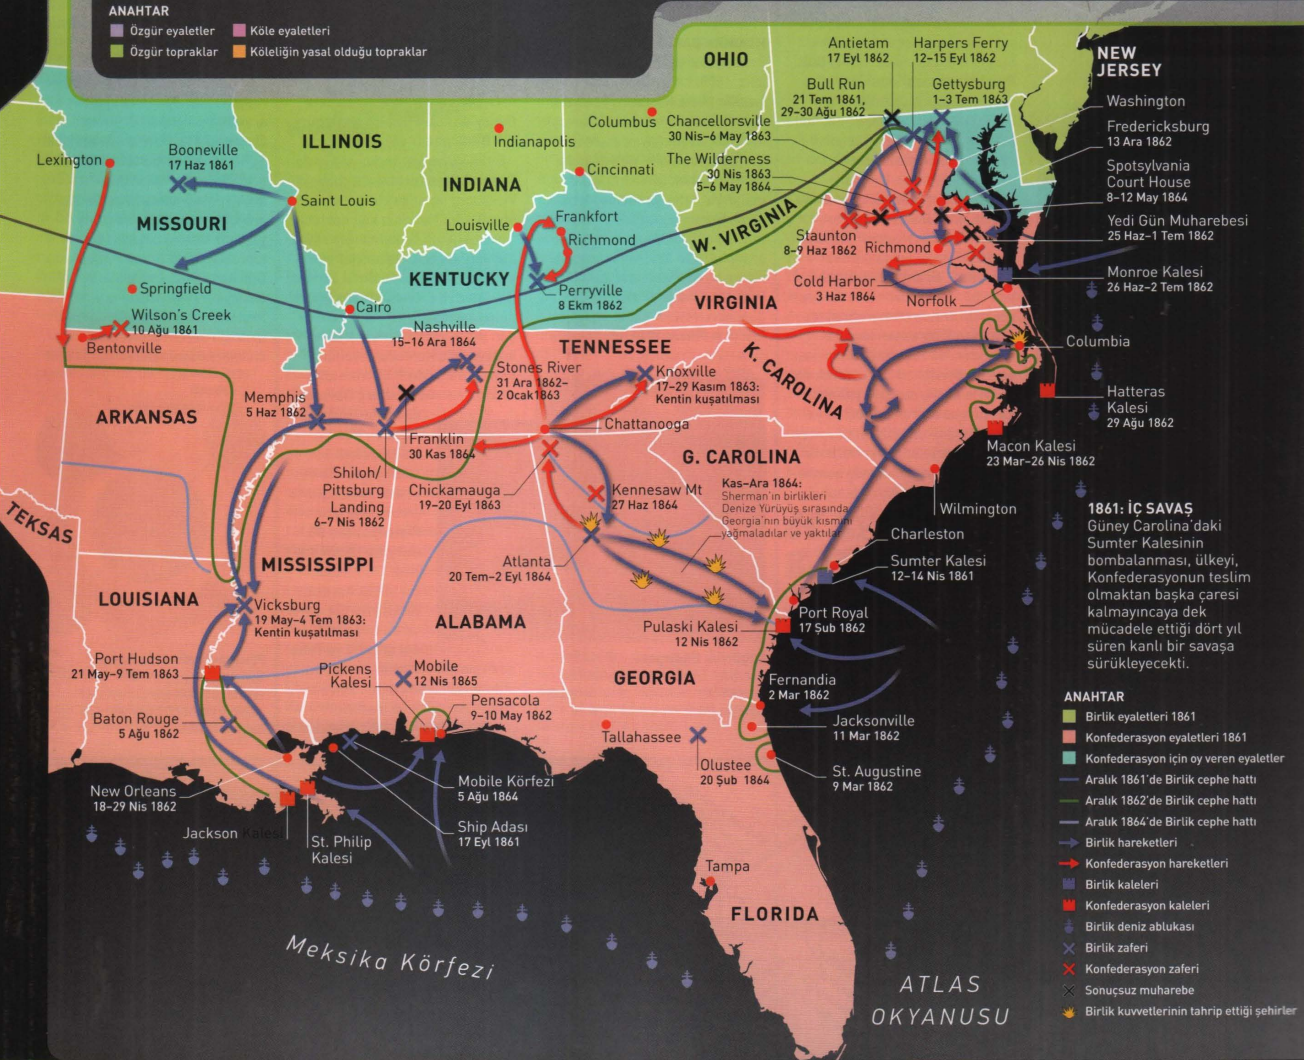 ANAHTAR
Özgür eyaletler
Köle eyaletleri
Özgür topraklar
Köleliğin yasal olduğu topraklar
OHIO
Antietam
17 Eyl 1862
Harpers Ferry
12–15 Eyl 1862
NEW
JERSEY
Bull Run
21 Tem 1861,
29–30 Ağu 1862
Gettysburg
1–3 Tem 1863
Washington
Columbus
Chancellorsville
30 Nis–6 May 1863
Fredericksburg
13 Ara 1862
ILLINOIS
Indianapolis
Lexington
Booneville
17 Haz 1861
The Wilderness
30 Nis 1863
5–6 May 1864
Spotsylvania
Court House
8–12 May 1864
Cincinnati
INDIANA
Saint Louis
MISSOURI
Louisville
Frankfort
Richmond
W. VIRGINIA
Staunton
8–9 Haz 1862
Richmond
Yedi Gün Muharebesi
25 Haz–1 Tem 1862
KENTUCKY
Perryville
8 Ekm 1862
Cold Harbor
3 Haz 1864
Norfolk
Monroe Kalesi
26 Haz–2 Tem 1862
Springfield
Cairo
VIRGINIA
Wilson's Creek
10 Ağu 1861
Bentonville
Nashville
15–16 Ara 1864
TENNESSEE
K. CAROLINA
Columbia
Stones River
31 Ara 1862–
2 Ocak1863
Knoxville
17–29 Kasım 1863:
Kentin kuşatılması
Hatteras
Kalesi
29 Ağu 1862
ARKANSAS
Memphis
5 Haz 1862
Franklin
30 Kas 1864
Chattanooga
Macon Kalesi
23 Mar–26 Nis 1862
G. CAROLINA
Shiloh/
Pittsburg
Landing
6–7 Nis 1862
Chickamauga
19–20 Eyl 1863
Kennesaw Mt
27 Haz 1864
Kas–Ara 1864:
Sherman'ın birlikleri
Denize Yürüyüş sırasında
Georgia'nın büyük kısmını
yağmaladılar ve yaktılar
Wilmington
TEKSAS
Charleston
Sumter Kalesi
12–14 Nis 1861
1861: İÇ SAVAŞ
Güney Carolina'daki
Sumter Kalesinin
bombalanması, ülkeyi,
Konfederasyonun teslim
olmaktan başka çaresi
kalmayıncaya dek
mücadele ettiği dört yıl
süren kanlı bir savaşa
sürükleyecekti.
MISSISSIPPI
Atlanta
20 Tem–2 Eyl 1864
LOUISIANA
Vicksburg
19 May–4 Tem 1863:
Kentin kuşatılması
ALABAMA
Pulaski Kalesi
12 Nis 1862
Port Royal
17 Şub 1862
Port Hudson
21 May–9 Tem 1863
Pickens
Kalesi
Mobile
12 Nis 1865
GEORGIA
Fernandia
2 Mar 1862
Pensacola
9–10 May 1862
Baton Rouge
5 Ağu 1862
Tallahassee
Jacksonville
11 Mar 1862
Olustee
20 Şub 1864
St. Augustine
9 Mar 1862
New Orleans
18–29 Nis 1862
Mobile Körfezi
5 Ağu 1864
Jackson Kalesi
St. Philip
Kalesi
Ship Adası
17 Eyl 1861
Tampa
FLORIDA
Meksika Körfezi
ATLAS
OKYANUSU
ANAHTAR
Birlik eyaletleri 1861
Konfederasyon eyaletleri 1861
Konfederasyon için oy veren eyaletler
Aralık 1861'de Birlik cephe hattı
Aralık 1862'de Birlik cephe hattı
Aralık 1864'de Birlik cephe hattı
Birlik hareketleri
Konfederasyon hareketleri
Birlik kaleleri
Konfederasyon kaleleri
Birlik deniz ablukası
Birlik zaferi
Konfederasyon zaferi
Sonuçsuz muharebe
Birlik kuvvetlerinin tahrip ettiği şehirler